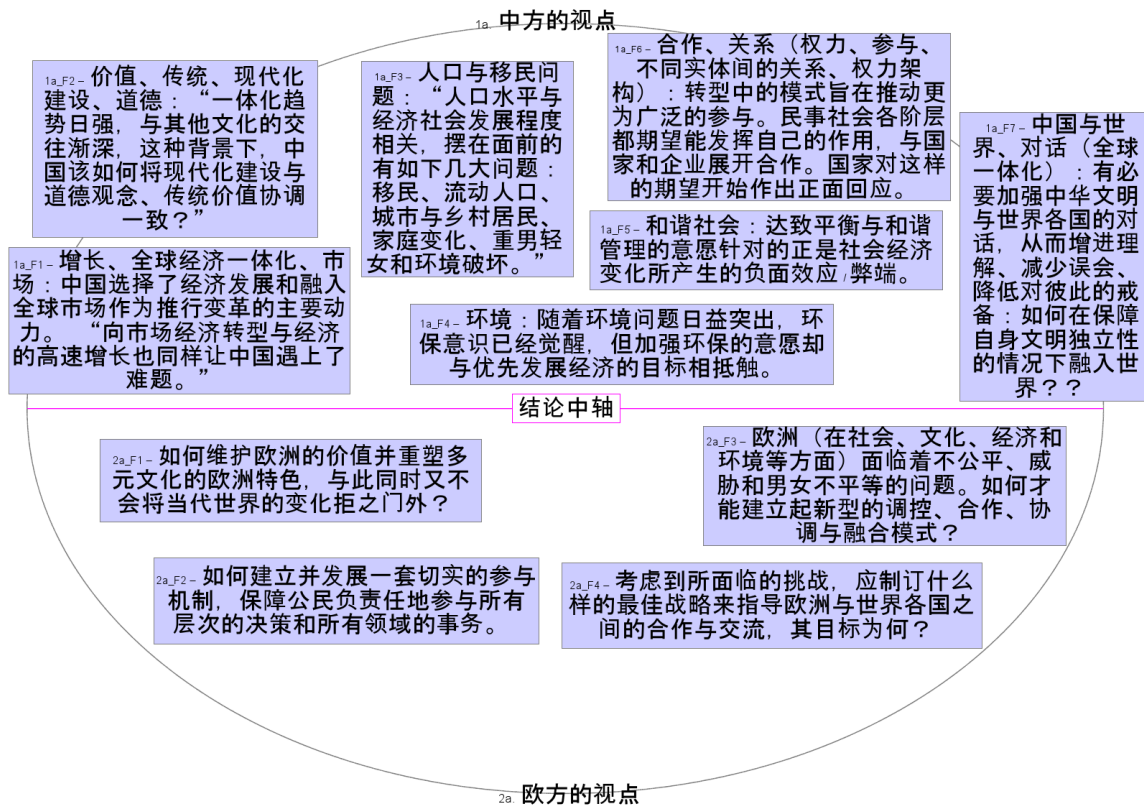 1a. 中方的视点
1a_F2 – 价值、传统、现代化
建设、道德：“一体化趋
势日强，与其他文化的交
往渐深，这种背景下，中
国该如何将现代化建设与
道德观念、传统价值协调
一致？”
1a_F3 – 人口与移民问
题：“人口水平与
经济社会发展程度
相关，摆在面前的
有如下几大问题：
移民、流动人口、
城市与乡村居民、
家庭变化、重男轻
女和环境破坏。”
1a_F6 – 合作、关系（权力、参与、
不同实体间的关系、权力架
构）：转型中的模式旨在推动更
为广泛的参与。民事社会各阶层
都期望能发挥自己的作用，与国
家和企业展开合作。国家对这样
的期望开始作出正面回应。
1a_F7 – 中国与世
界、对话（全球
一体化）：有必
要加强中华文明
与世界各国的对
话，从而增进理
解、减少误会、
降低对彼此的戒
备：如何在保障
自身文明独立性
的情况下融入世
界？？
1a_F5 – 和谐社会：达致平衡与和谐
管理的意愿针对的正是社会经济
变化所产生的负面效应/弊端。
1a_F1 – 增长、全球经济一体化、市
场：中国选择了经济发展和融入
全球市场作为推行变革的主要动
力。 “向市场经济转型与经济
的高速增长也同样让中国遇上了
难题。”
1a_F4 – 环境：随着环境问题日益突出，环
保意识已经觉醒，但加强环保的意愿却
与优先发展经济的目标相抵触。
结论中轴
2a_F1 – 如何维护欧洲的价值并重塑多
元文化的欧洲特色，与此同时又不
会将当代世界的变化拒之门外？
2a_F3 – 欧洲（在社会、文化、经济和
环境等方面）面临着不公平、威
胁和男女不平等的问题。如何才
能建立起新型的调控、合作、协
调与融合模式？
2a_F2 – 如何建立并发展一套切实的参与
机制，保障公民负责任地参与所有
层次的决策和所有领域的事务。
2a_F4 – 考虑到所面临的挑战，应制订什么
样的最佳战略来指导欧洲与世界各国之
间的合作与交流，其目标为何？
2a. 欧方的视点